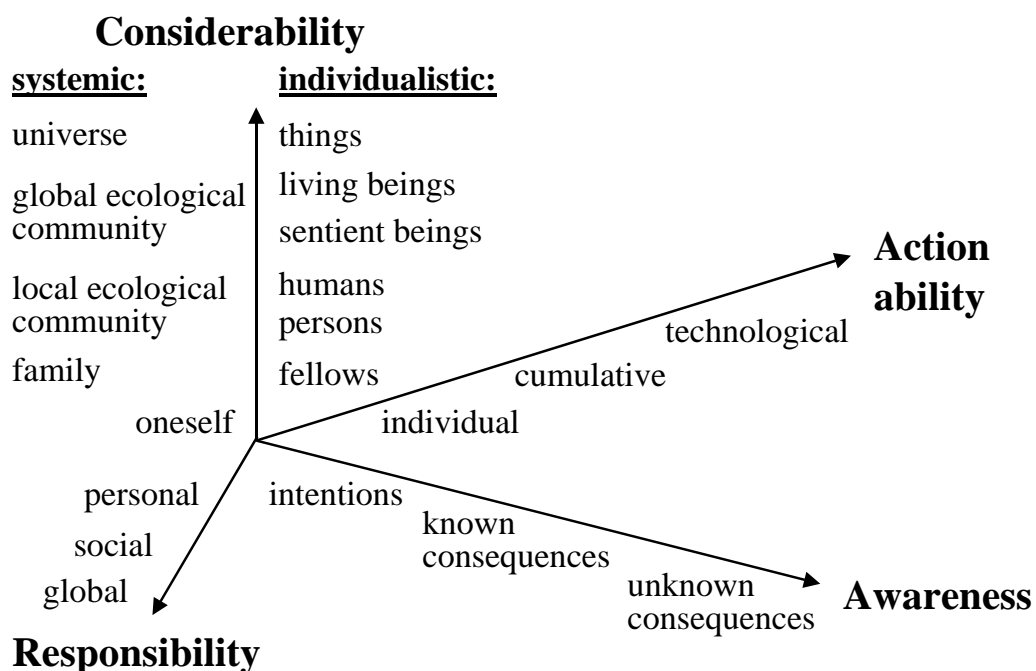 Considerability
systemic:
individualistic:
universe
things
global ecological
community
living beings
sentient beings
local ecological
community
humans
persons
family
fellows
oneself
Action
ability
technological
cumulative
individual
personal
social
global
Responsibility
intentions
known
consequences
unknown
consequences
Awareness